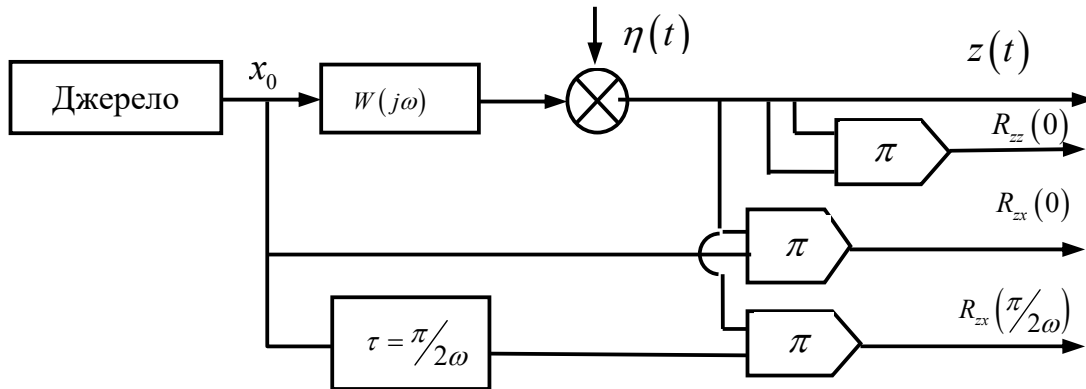 η(t)
z(t)
Джерело
x₀
W(jω)
π
R_zz(0)
π
R_zx(0)
τ = π/2ω
π
R_zx(π/2ω)